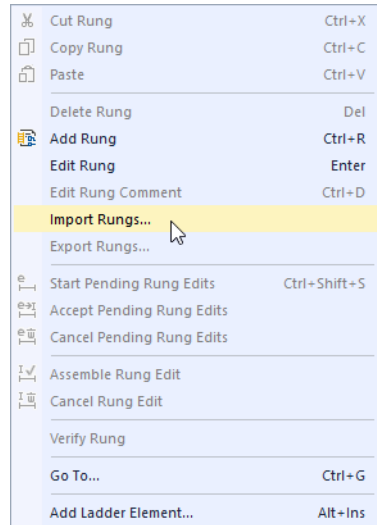 Cut Rung Ctrl+X
Copy Rung Ctrl+C
Paste Ctrl+V
Delete Rung Del
Add Rung Ctrl+R
Edit Rung Enter
Edit Rung Comment Ctrl+D
Import Rungs...
Export Rungs...
Start Pending Rung Edits Ctrl+Shift+S
Accept Pending Rung Edits
Cancel Pending Rung Edits
Assemble Rung Edit
Cancel Rung Edit
Verify Rung
Go To... Ctrl+G
Add Ladder Element... Alt+Ins